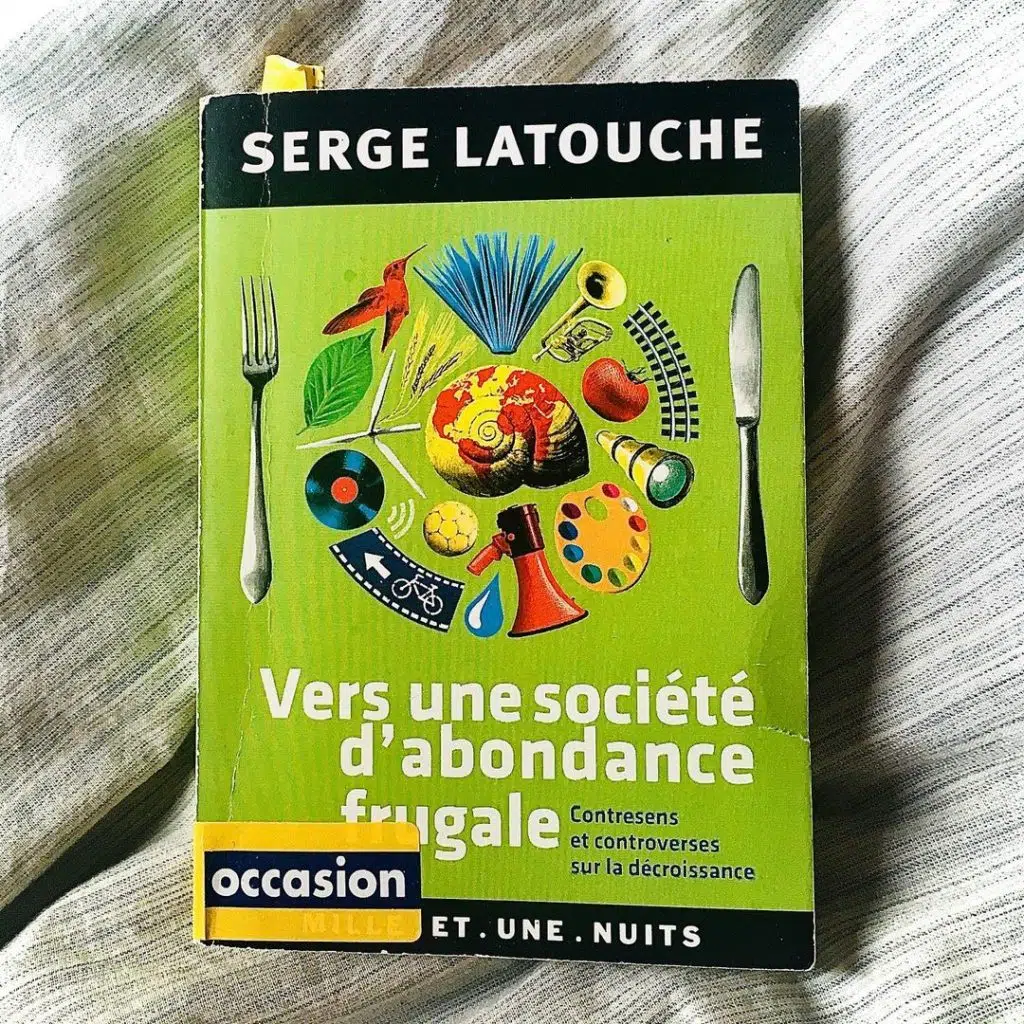 SERGE LATOUCHE
Vers une société
d'abondance
frugale
Contresens
et controverses
sur la décroissance
occasion
MILLE ET.UNE.NUITS